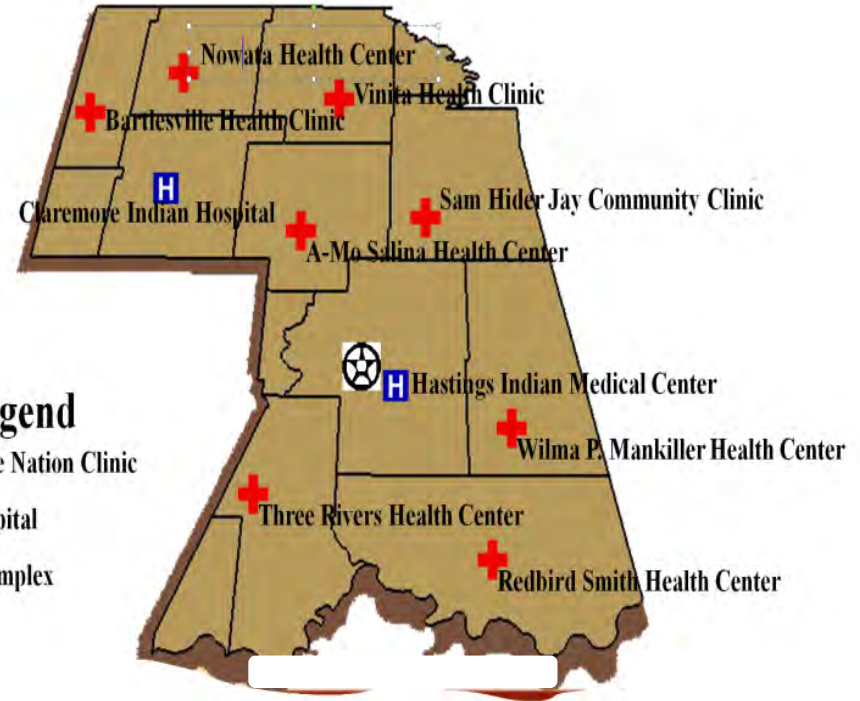 Nowata Health Center
Vinita Health Clinic
Bartlesville Health Clinic
H
Sam Hider Jay Community Clinic
Claremore Indian Hospital
A-Mo Salina Health Center
H Hastings Indian Medical Center
gend
e Nation Clinic
Wilma P. Mankiller Health Center
pital
Three Rivers Health Center
mplex
Redbird Smith Health Center